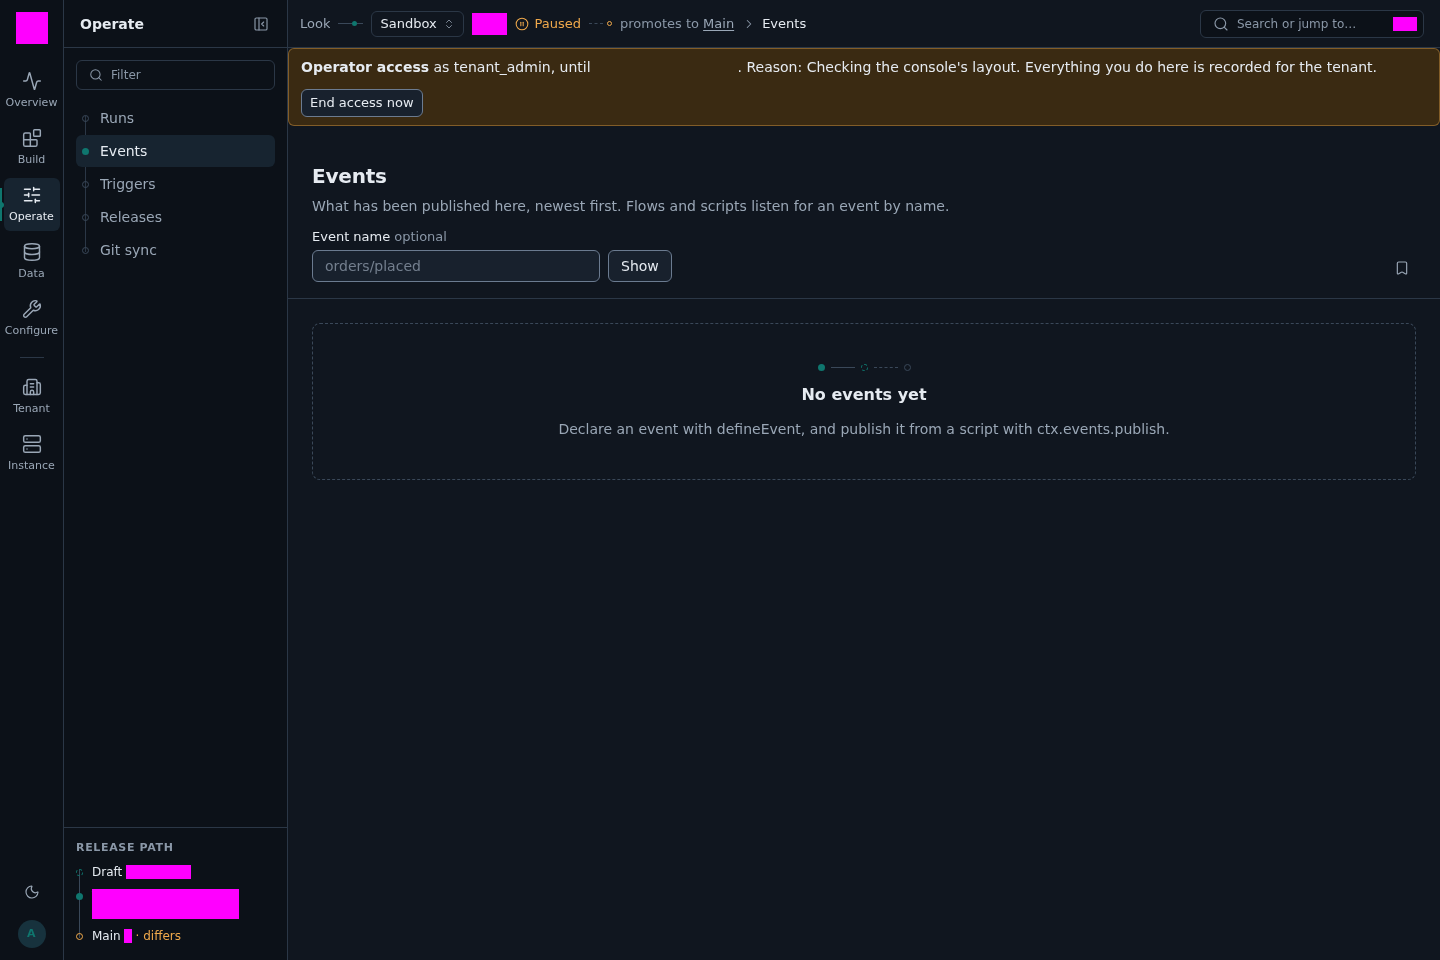 Operate
Look
Sandbox
Paused
promotes to Main
Events
Search or jump to...
Operator access as tenant_admin, until . Reason: Checking the console's layout. Everything you do here is recorded for the tenant.
End access now
Overview
Build
Operate
Data
Configure
Tenant
Instance
Filter
Runs
Events
Triggers
Releases
Git sync
Events
What has been published here, newest first. Flows and scripts listen for an event by name.
Event name optional
orders/placed
Show
No events yet
Declare an event with defineEvent, and publish it from a script with ctx.events.publish.
RELEASE PATH
Draft
Main · differs
A